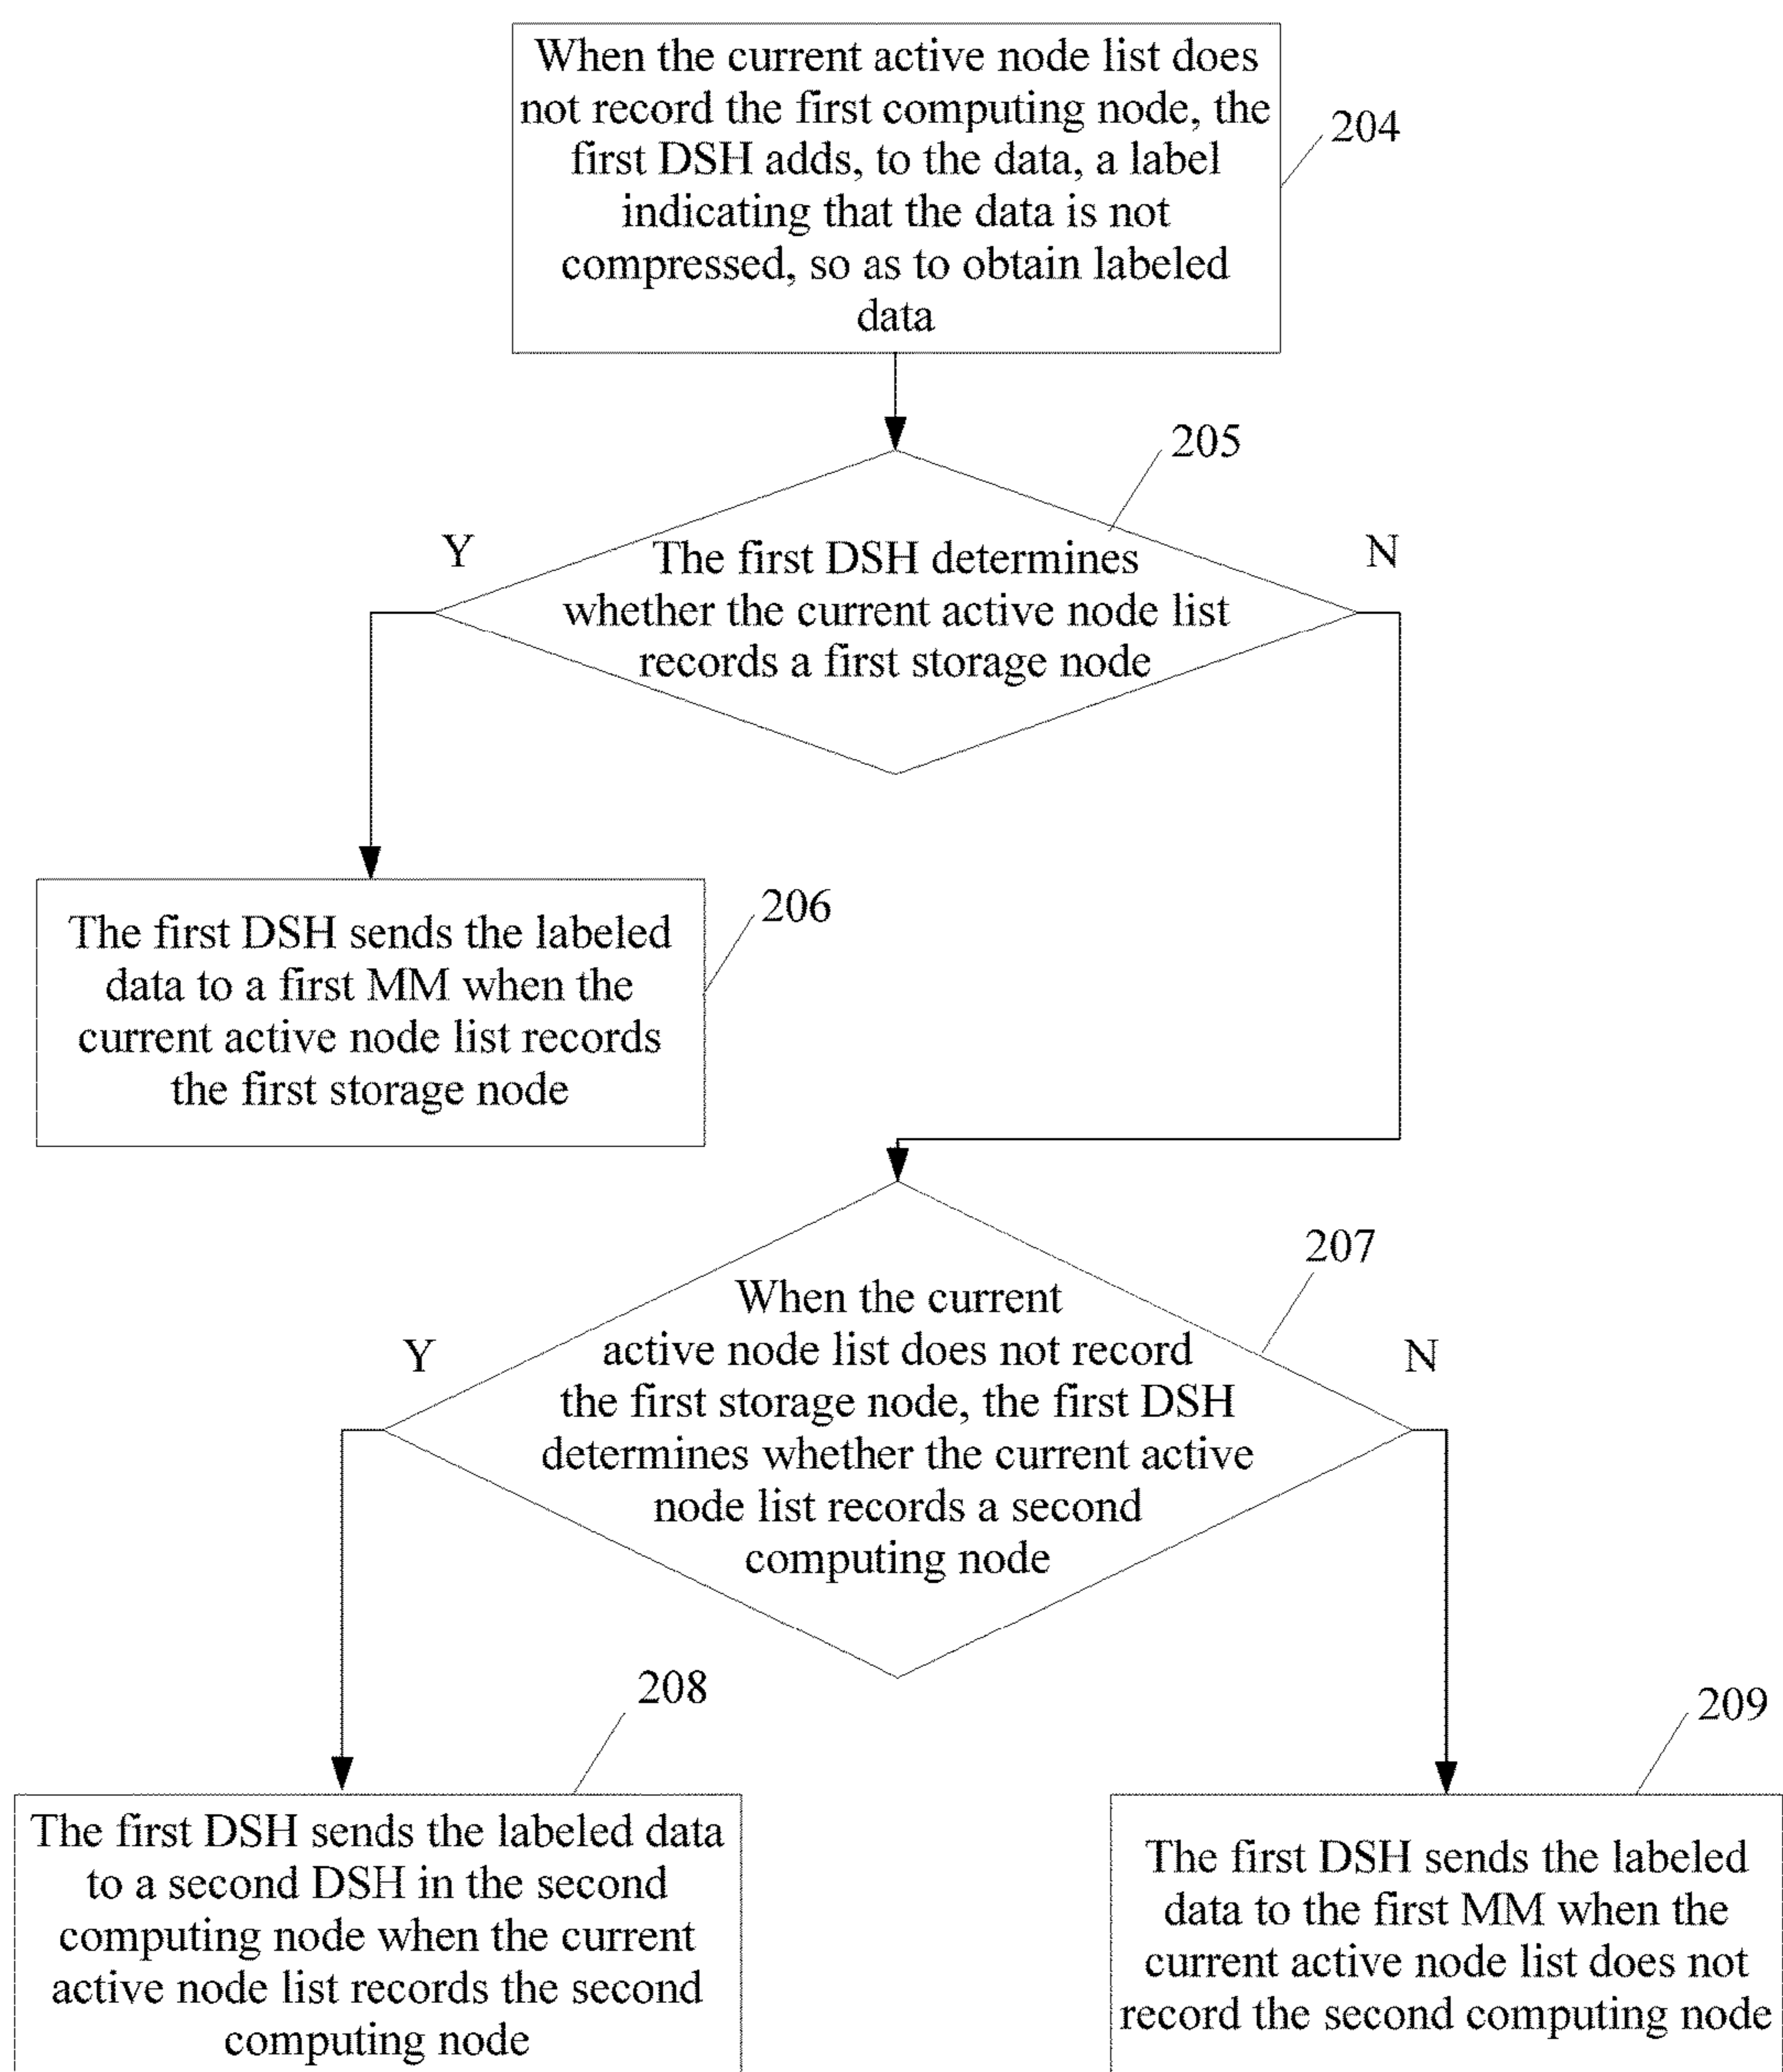 When the current active node list does
not record the first computing node, the
first DSH adds, to the data, a label
indicating that the data is not
compressed, so as to obtain labeled
data
204
205
Y
N
The first DSH determines
whether the current active node list
records a first storage node
206
The first DSH sends the labeled
data to a first MM when the
current active node list records
the first storage node
207
When the current
active node list does not record
the first storage node, the first DSH
determines whether the current active
node list records a second
computing node
Y
N
208
209
The first DSH sends the labeled data
to a second DSH in the second
computing node when the current
active node list records the second
computing node
The first DSH sends the labeled
data to the first MM when the
current active node list does not
record the second computing node